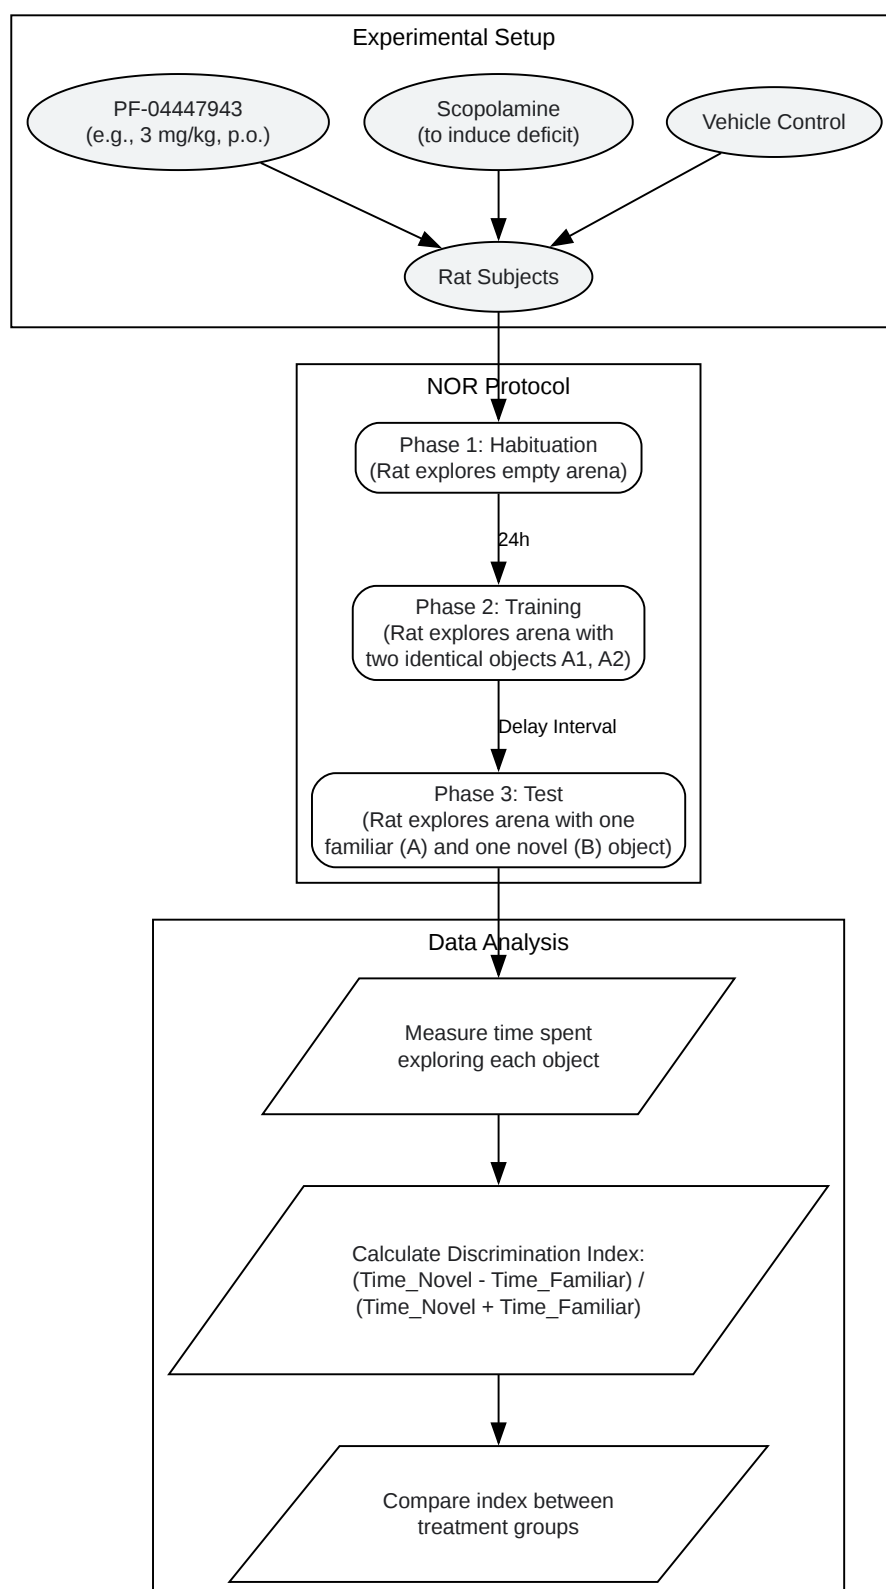 Experimental Setup
PF-04447943
(e.g., 3 mg/kg, p.o.)
Scopolamine
(to induce deficit)
Vehicle Control
Rat Subjects
NOR Protocol
Phase 1: Habituation
(Rat explores empty arena)
24h
Phase 2: Training
(Rat explores arena with
two identical objects A1, A2)
Delay Interval
Phase 3: Test
(Rat explores arena with one
familiar (A) and one novel (B) object)
Data Analysis
Measure time spent
exploring each object
Calculate Discrimination Index:
(Time_Novel - Time_Familiar) /
(Time_Novel + Time_Familiar)
Compare index between
treatment groups